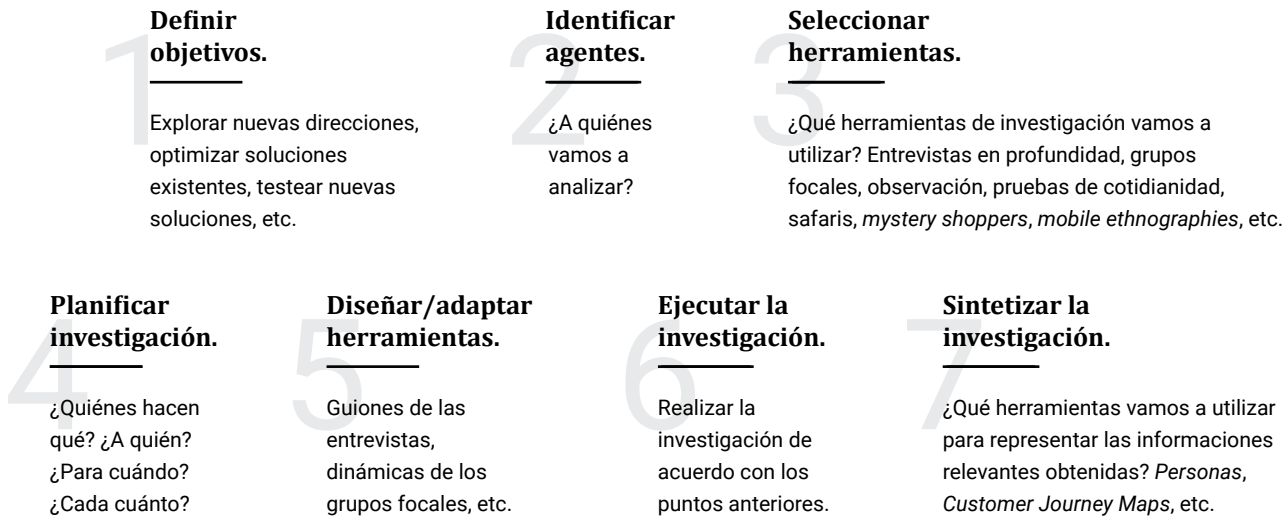 1
Definir
objetivos.
Explorar nuevas direcciones,
optimizar soluciones
existentes, testear nuevas
soluciones, etc.
2
Identificar
agentes.
¿A quiénes
vamos a
analizar?
3
Seleccionar
herramientas.
¿Qué herramientas de investigación vamos a
utilizar? Entrevistas en profundidad, grupos
focales, observación, pruebas de cotidianidad,
safaris, mystery shoppers, mobile ethnographies, etc.
4
Planificar
investigación.
¿Quiénes hacen
qué? ¿A quién?
¿Para cuándo?
¿Cada cuánto?
5
Diseñar/adaptar
herramientas.
Guiones de las
entrevistas,
dinámicas de los
grupos focales, etc.
6
Ejecutar la
investigación.
Realizar la
investigación de
acuerdo con los
puntos anteriores.
7
Sintetizar la
investigación.
¿Qué herramientas vamos a utilizar
para representar las informaciones
relevantes obtenidas? Personas,
Customer Journey Maps, etc.